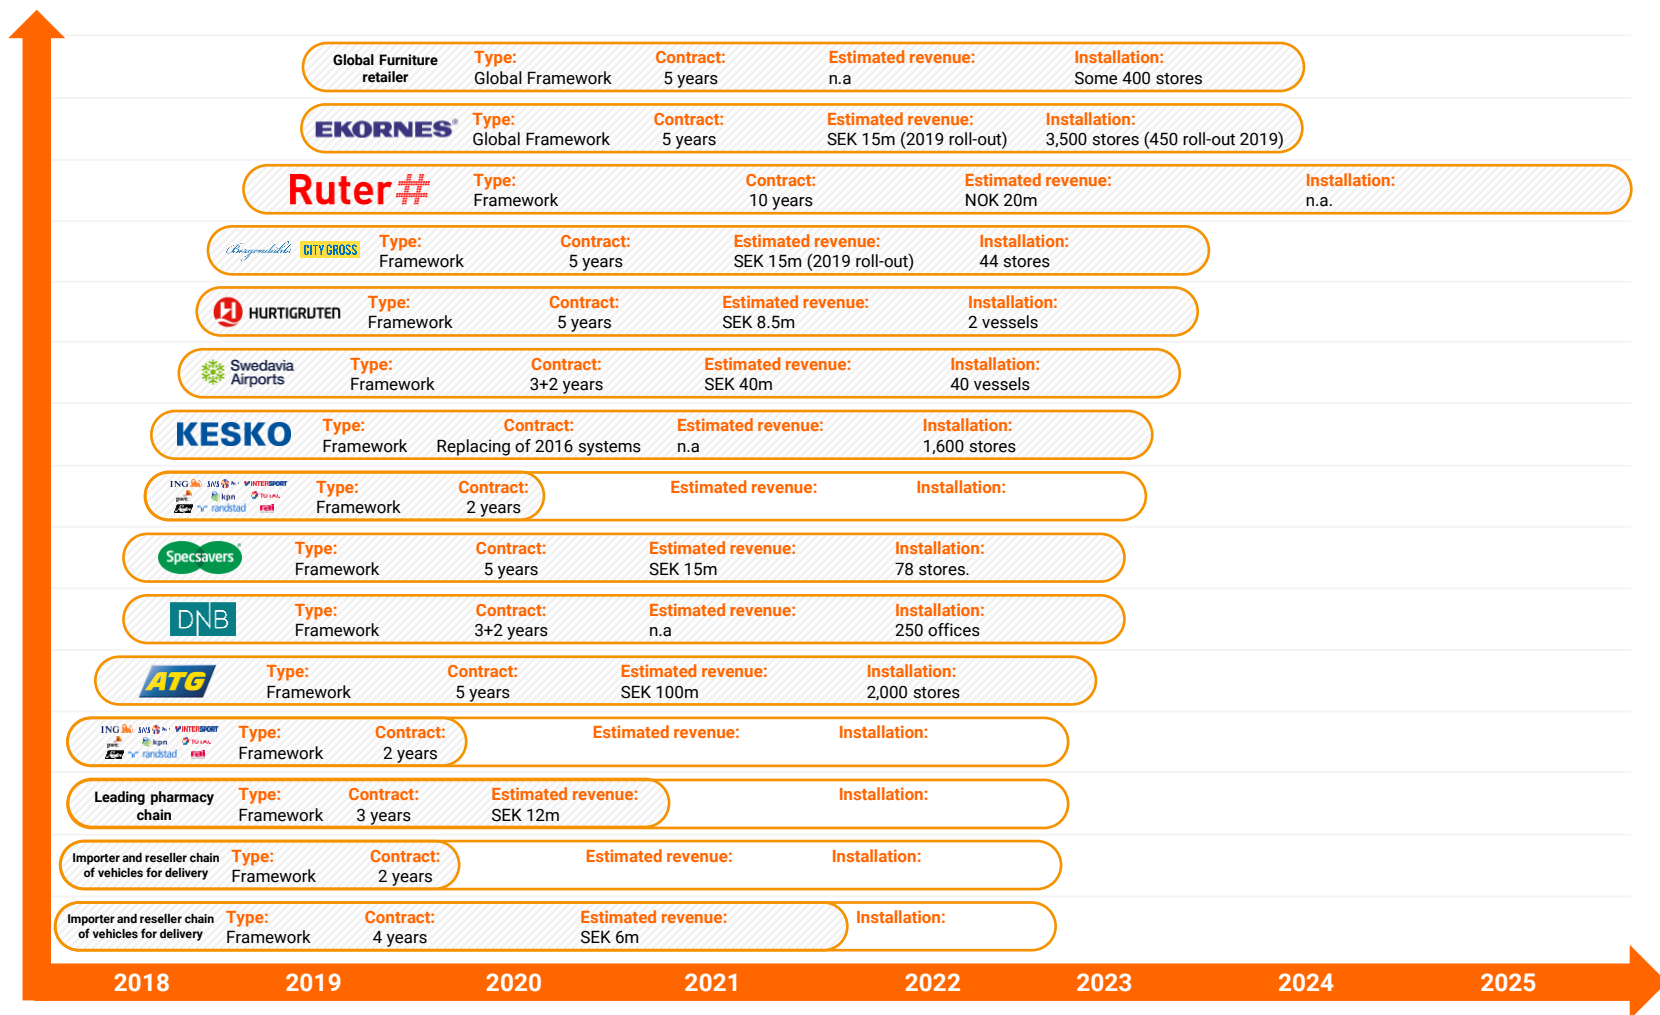 Global Furniture
retailer
Type: Contract: Estimated revenue: Installation:
Global Framework 5 years n.a Some 400 stores
EKORNES®
Type: Contract: Estimated revenue: Installation:
Global Framework 5 years SEK 15m (2019 roll-out) 3,500 stores (450 roll-out 2019)
Ruter#
Type: Contract: Estimated revenue: Installation:
Framework 10 years NOK 20m n.a.
Bergendahls CITY GROSS
Type: Contract: Estimated revenue: Installation:
Framework 5 years SEK 15m (2019 roll-out) 44 stores
HURTIGRUTEN
Type: Contract: Estimated revenue: Installation:
Framework 5 years SEK 8.5m 2 vessels
Swedavia
Airports
Type: Contract: Estimated revenue: Installation:
Framework 3+2 years SEK 40m 40 vessels
KESKO
Type: Contract: Estimated revenue: Installation:
Framework Replacing of 2016 systems n.a 1,600 stores
ING SNS INTERSPORT
pwc kpn TOTAL
randstad rai
Type: Contract: Estimated revenue: Installation:
Framework 2 years
Specsavers
Type: Contract: Estimated revenue: Installation:
Framework 5 years SEK 15m 78 stores.
DNB
Type: Contract: Estimated revenue: Installation:
Framework 3+2 years n.a 250 offices
ATG
Type: Contract: Estimated revenue: Installation:
Framework 5 years SEK 100m 2,000 stores
ING SNS INTERSPORT
pwc kpn TOTAL
randstad rai
Type: Contract: Estimated revenue: Installation:
Framework 2 years
Leading pharmacy
chain
Type: Contract: Estimated revenue: Installation:
Framework 3 years SEK 12m
Importer and reseller chain
of vehicles for delivery
Type: Contract: Estimated revenue: Installation:
Framework 2 years
Importer and reseller chain
of vehicles for delivery
Type: Contract: Estimated revenue: Installation:
Framework 4 years SEK 6m
2018 2019 2020 2021 2022 2023 2024 2025